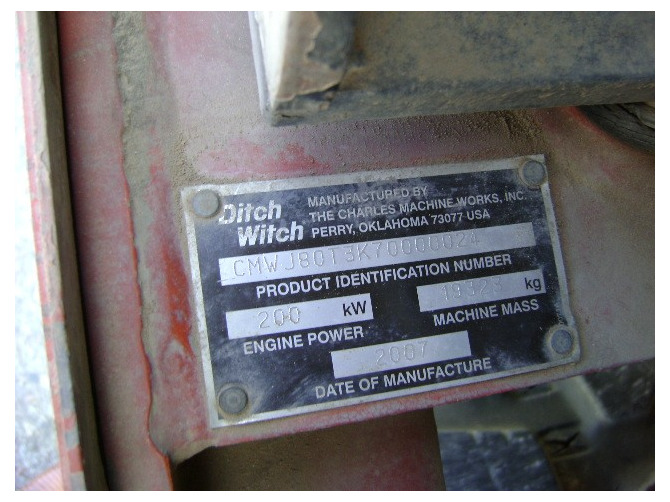 Ditch Witch
MANUFACTURED BY
THE CHARLES MACHINE WORKS, INC.
PERRY, OKLAHOMA 73077 USA
CMWJ80T3K70000024
PRODUCT IDENTIFICATION NUMBER
200 kW
ENGINE POWER
kg
MACHINE MASS
2007
DATE OF MANUFACTURE